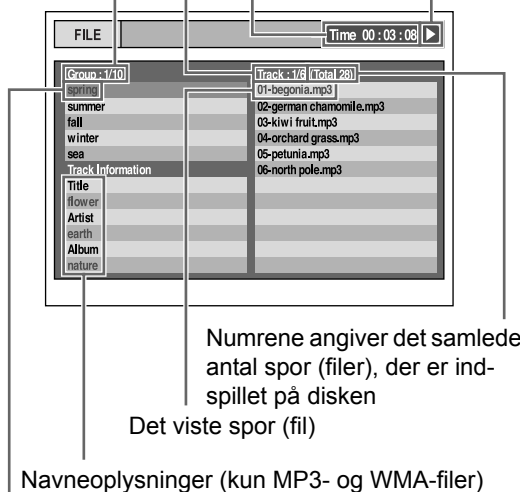 FILE
Time 00 : 03 : 08
Group : 1/10
spring
summer
fall
winter
sea
Track Information
Title
flower
Artist
earth
Album
nature
Track : 1/6 (Total 28)
01-begonia.mp3
02-german chamomile.mp3
03-kiwi fruit.mp3
04-orchard grass.mp3
05-petunia.mp3
06-north pole.mp3
Numrene angiver det samlede
antal spor (filer), der er ind-
spillet på disken
Det viste spor (fil)
Navneoplysninger (kun MP3- og WMA-filer)